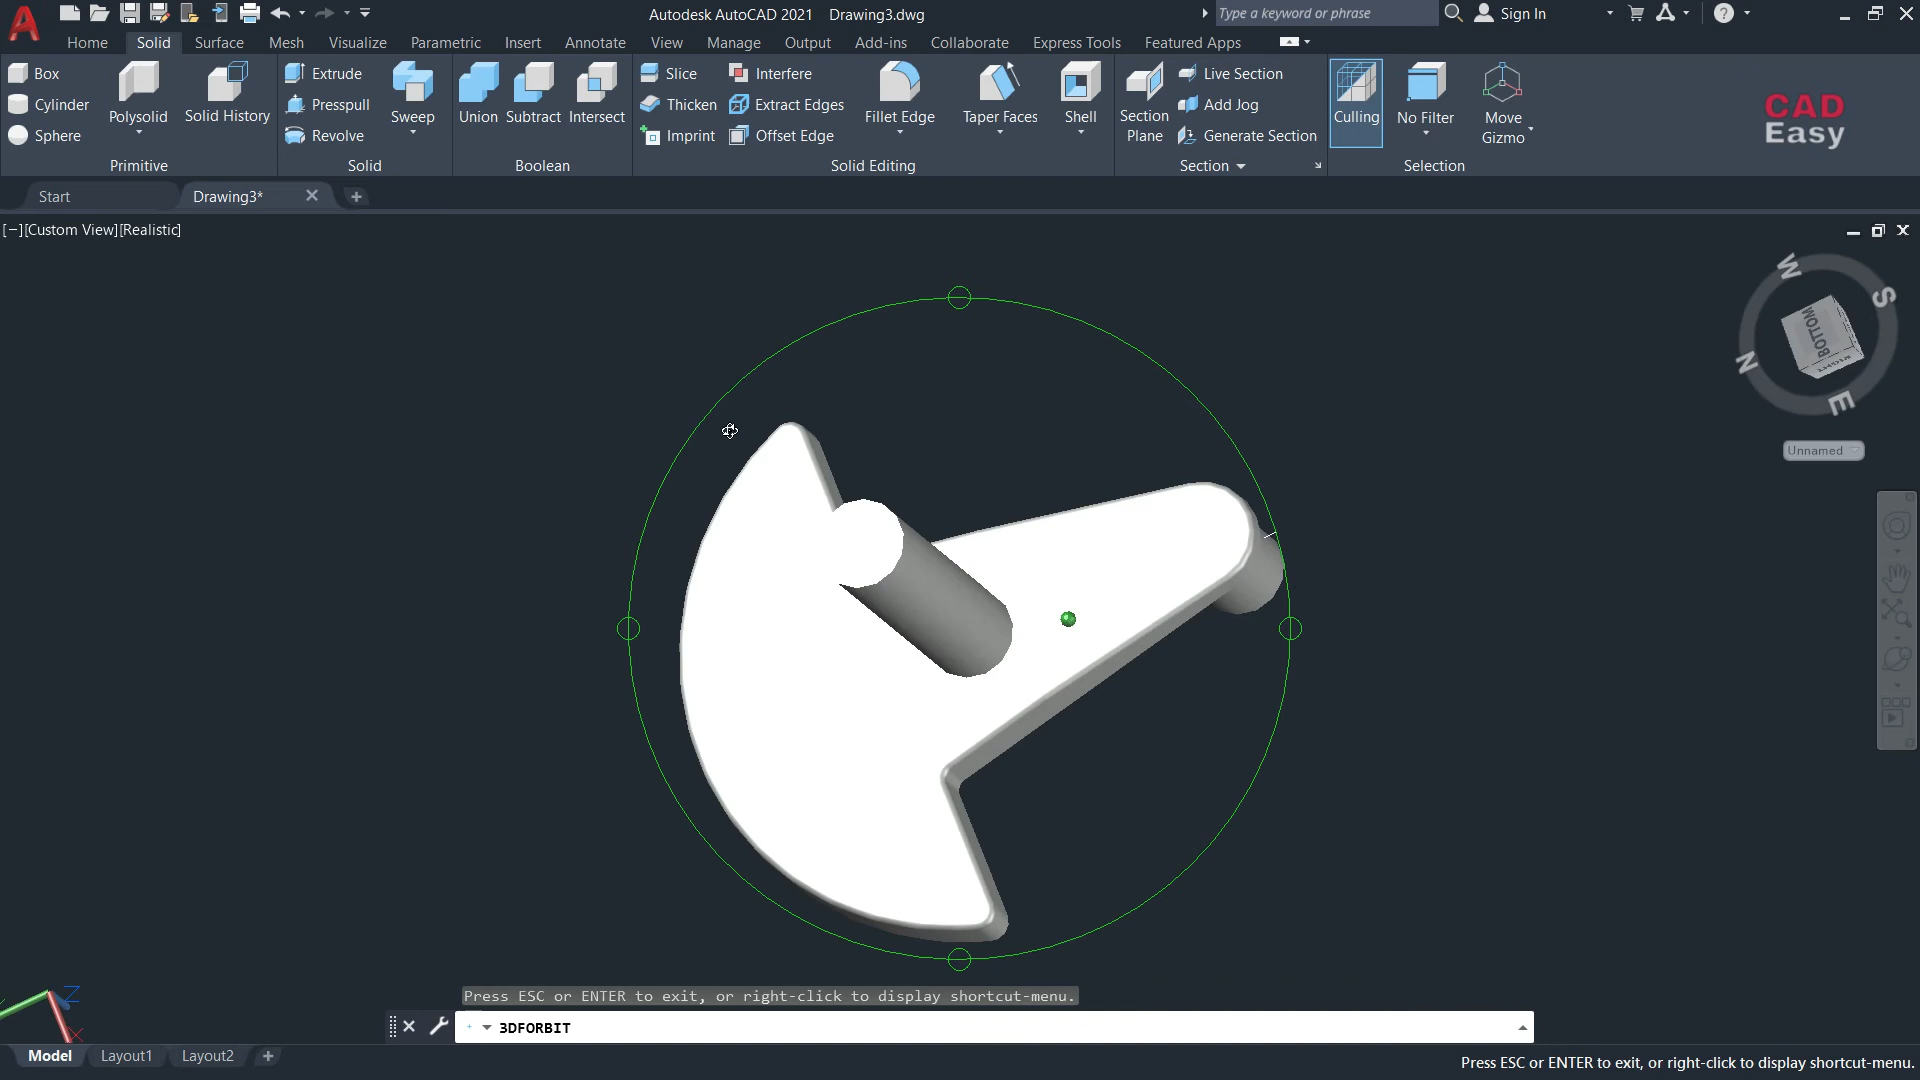 Autodesk AutoCAD 2021 Drawing3.dwg
Type a keyword or phrase
Sign In
Home Solid Surface Mesh Visualize Parametric Insert Annotate View Manage Output Add-ins Collaborate Express Tools Featured Apps
Box
Cylinder
Sphere
Polysolid
Solid History
Primitive
Extrude
Presspull
Revolve
Sweep
Solid
Union
Subtract
Intersect
Boolean
Slice
Thicken
Imprint
Interfere
Extract Edges
Offset Edge
Fillet Edge
Taper Faces
Shell
Solid Editing
Section
Plane
Live Section
Add Jog
Generate Section
Section
Culling
No Filter
Move
Gizmo
Selection
CAD
Easy
Start
Drawing3*
[−][Custom View][Realistic]
W
S
N
E
BOTTOM
Unnamed
Z
X
Press ESC or ENTER to exit, or right-click to display shortcut-menu.
3DFORBIT
Model
Layout1
Layout2
Press ESC or ENTER to exit, or right-click to display shortcut-menu.